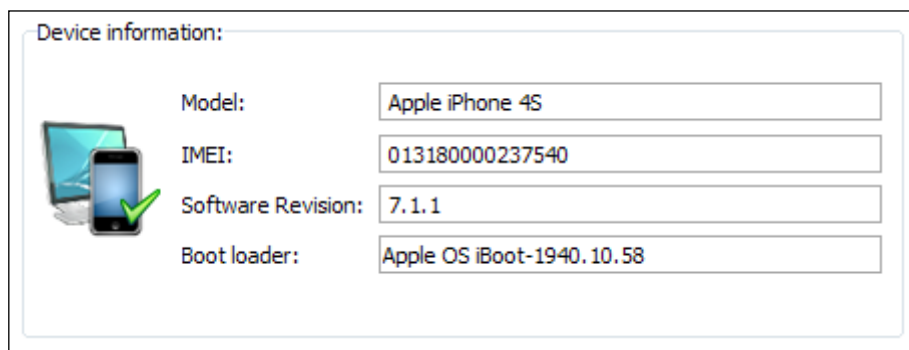 Device information:
Model: Apple iPhone 4S
IMEI: 013180000237540
Software Revision: 7.1.1
Boot loader: Apple OS iBoot-1940.10.58